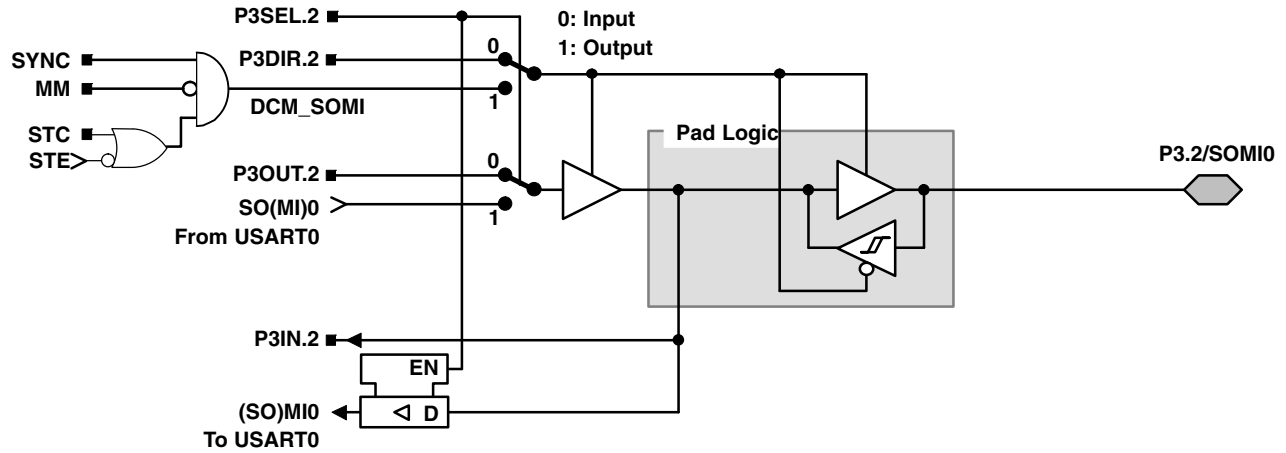 P3SEL.2
0: Input
1: Output
SYNC
P3DIR.2
0
MM
1
DCM_SOMI
STC
Pad Logic
STE
P3.2/SOMI0
0
P3OUT.2
SO(MI)0
1
From USART0
P3IN.2
EN
(SO)MI0
D
To USART0